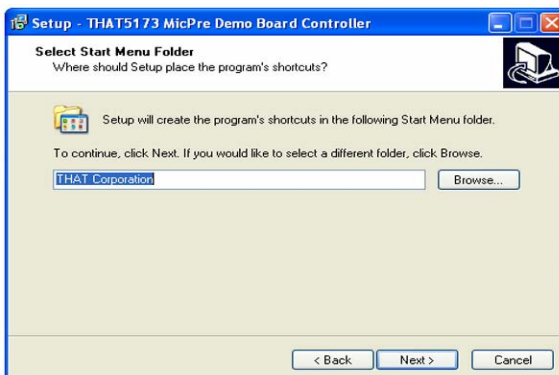 Setup - THAT5173 MicPre Demo Board Controller
Select Start Menu Folder
Where should Setup place the program's shortcuts?
Setup will create the program's shortcuts in the following Start Menu folder.
To continue, click Next. If you would like to select a different folder, click Browse.
THAT Corporation
Browse...
< Back
Next >
Cancel